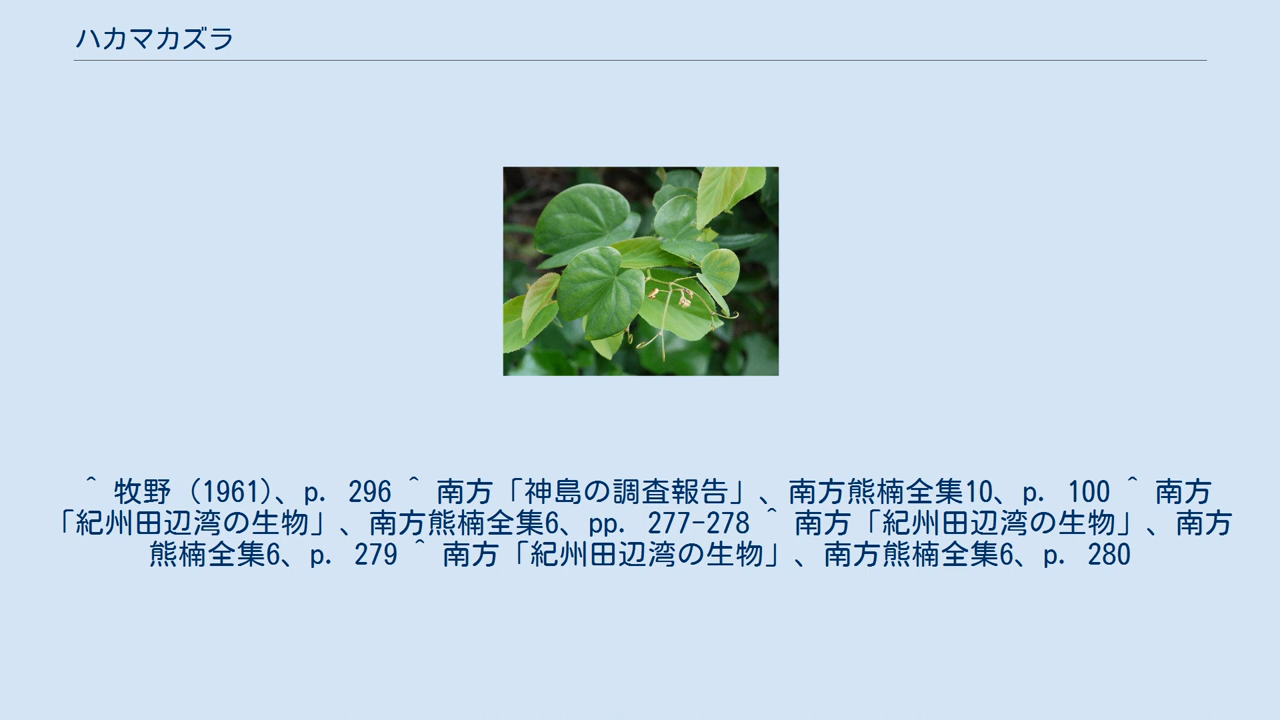 ハカマカズラ
^ 牧野（1961)、p. 296 ^ 南方「神島の調査報告」、南方熊楠全集10、p. 100 ^ 南方
「紀州田辺湾の生物」、南方熊楠全集6、pp. 277-278 ^ 南方「紀州田辺湾の生物」、南方
熊楠全集6、p. 279 ^ 南方「紀州田辺湾の生物」、南方熊楠全集6、p. 280